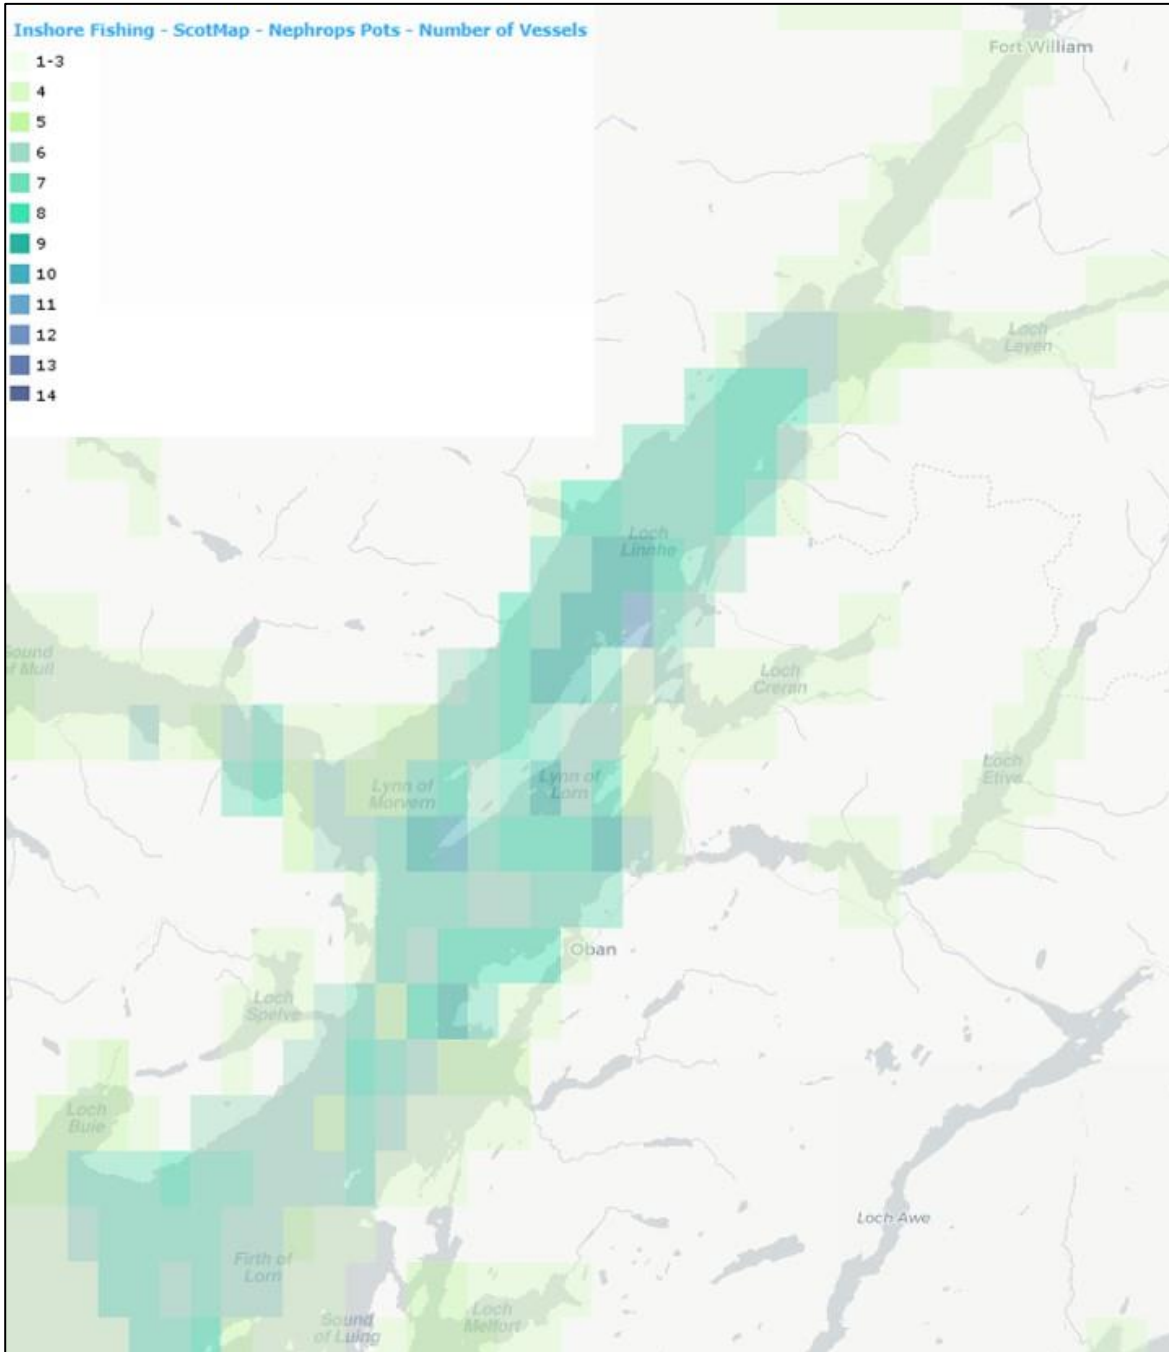 Inshore Fishing - ScotMap - Nephrops Pots - Number of Vessels
1-3
4
5
6
7
8
9
10
11
12
13
14
Fort William
Loch
Leven
Loch
Linnhe
Sound
of Mull
Loch
Creran
Loch
Etive
Lynn of
Morvern
Lynn of
Lorn
Oban
Loch
Spelve
Loch
Buie
Loch Awe
Firth of
Lorn
Sound
of Luing
Loch
Melfort